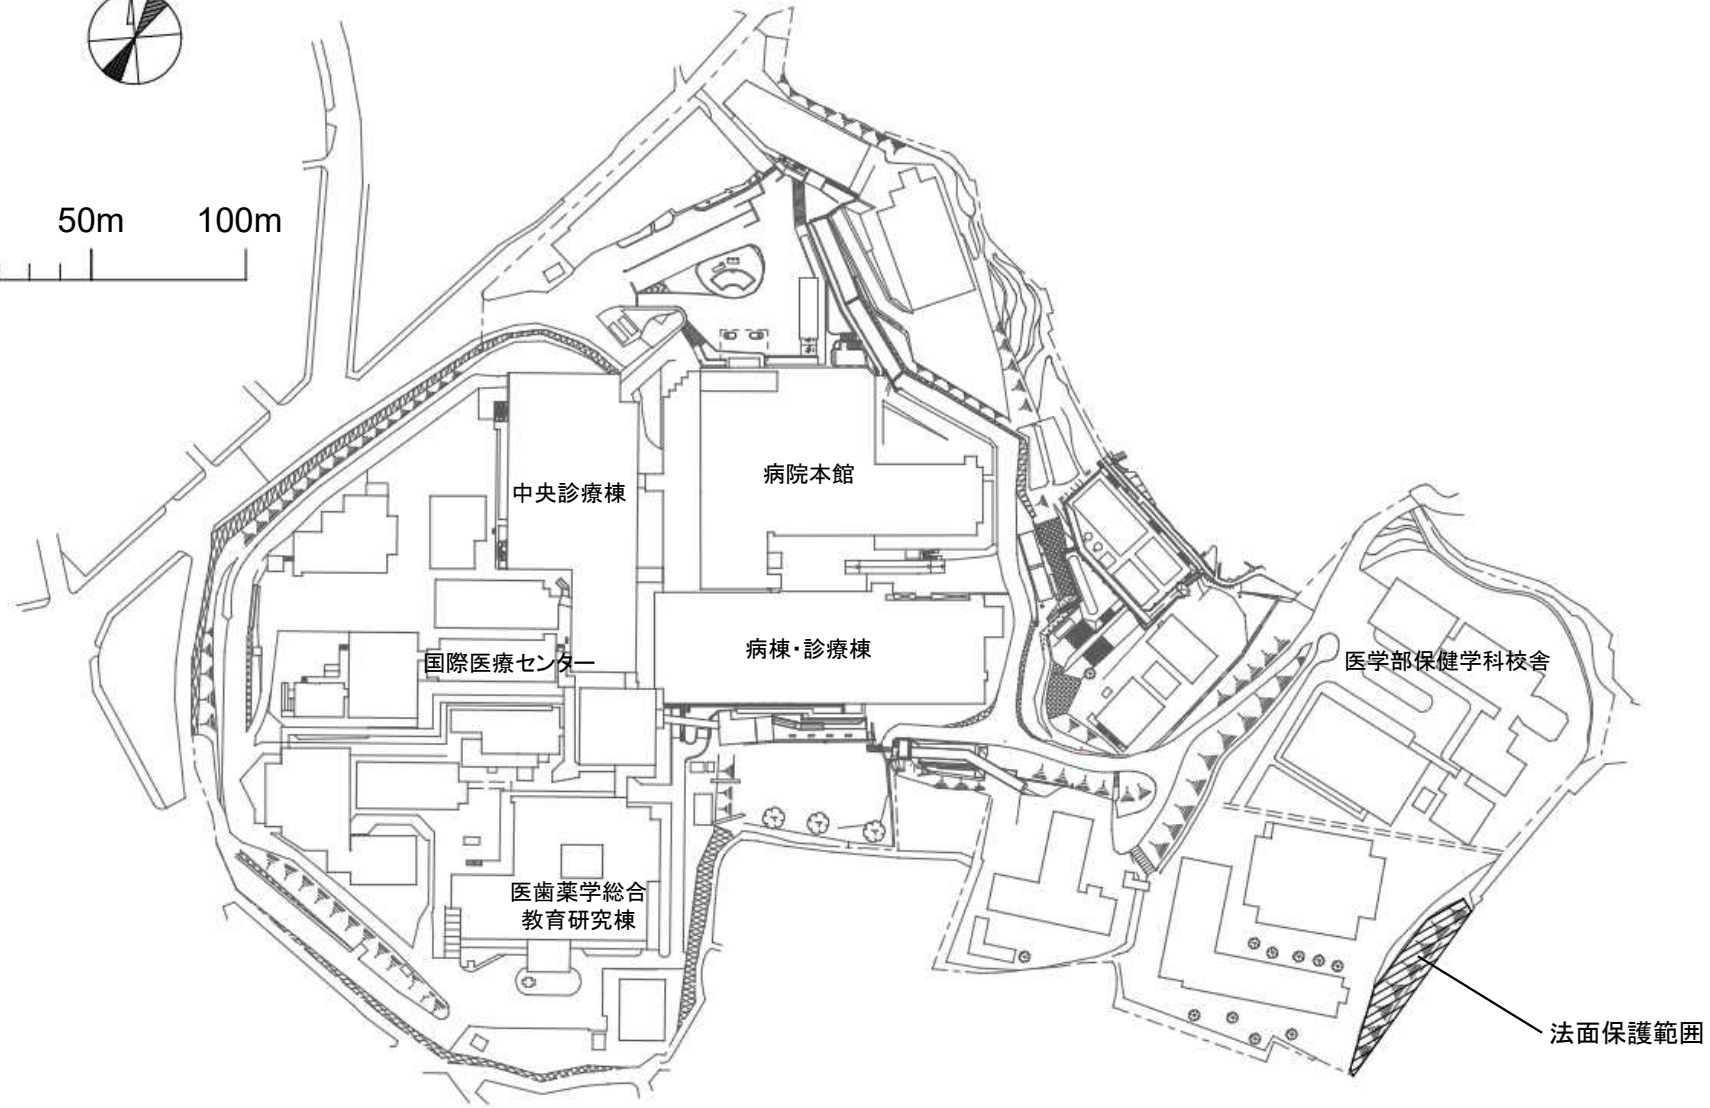 50m
100m
中央診療棟
病院本館
国際医療センター
病棟・診療棟
医学部保健学科校舎
医歯薬学総合
教育研究棟
法面保護範囲